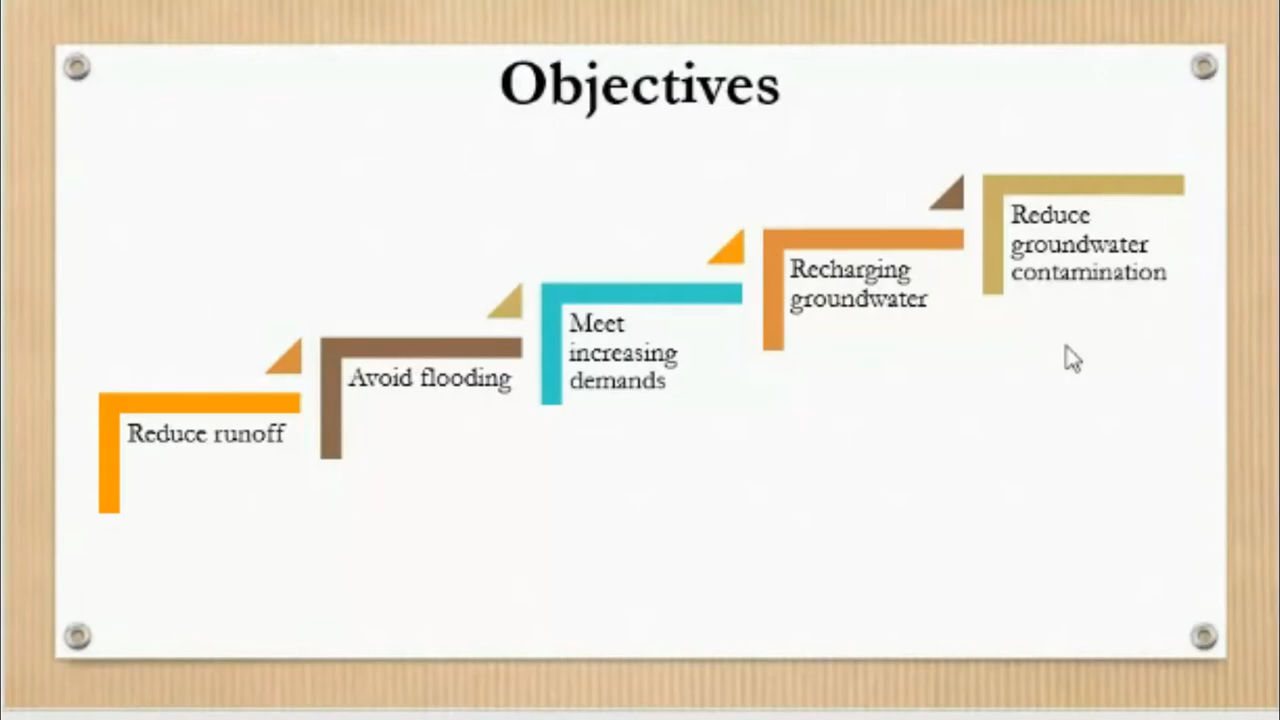 Objectives
Reduce runoff
Avoid flooding
Meet
increasing
demands
Recharging
groundwater
Reduce
groundwater
contamination